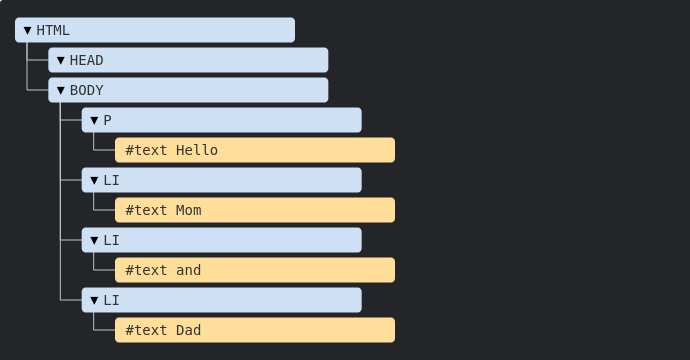 ▼ HTML
▼ HEAD
▼ BODY
▼ P
#text Hello
▼ LI
#text Mom
▼ LI
#text and
▼ LI
#text Dad